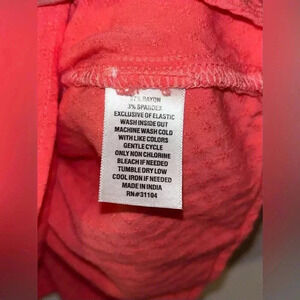 RAYON
3% SPANDEX
EXCLUSIVE OF ELASTIC
WASH INSIDE OUT
MACHINE WASH COLD
WITH LIKE COLORS
GENTLE CYCLE
ONLY NON CHLORINE
BLEACH IF NEEDED
TUMBLE DRY LOW
COOL IRON IF NEEDED
MADE IN INDIA
RN#31104